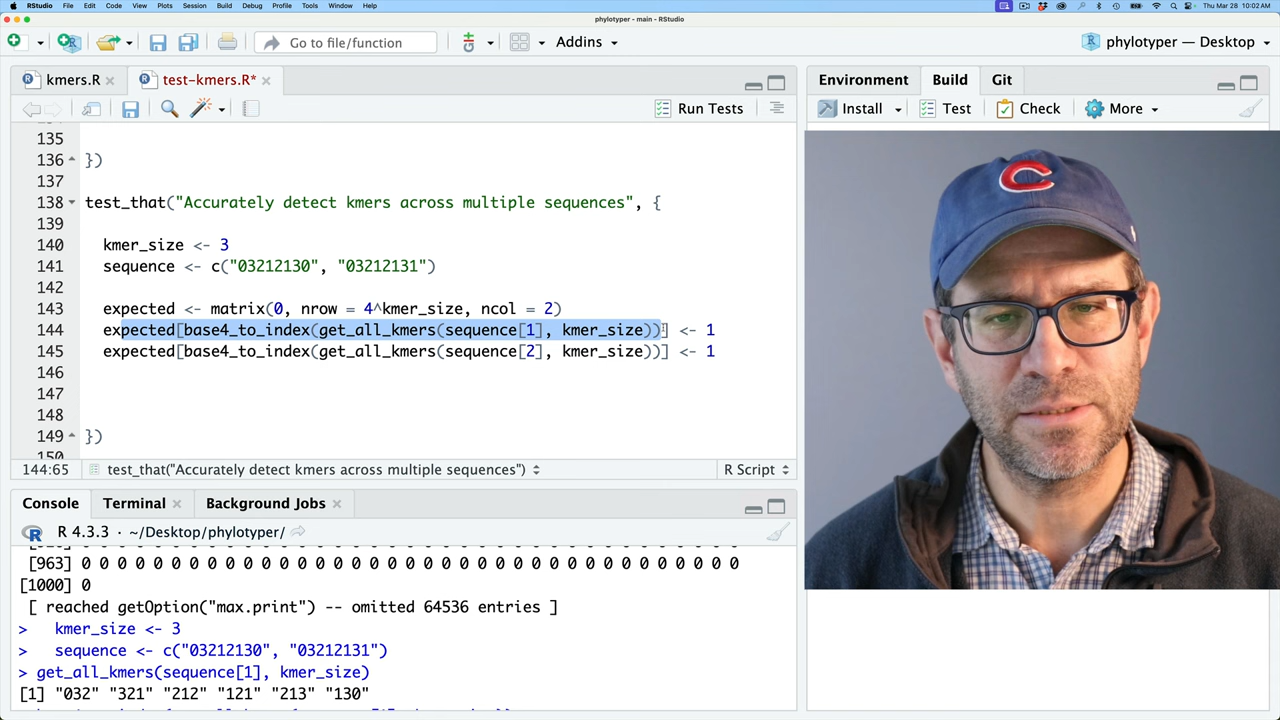 RStudio File Edit Code View Plots Session Build Debug Profile Tools Window Help Thu Mar 28 10:02 AM
phylotyper - main - RStudio
Go to file/function Addins phylotyper — Desktop
kmers.R test-kmers.R*
Environment Build Git
Run Tests
Install Test Check More
135
136 })
137
138 test_that("Accurately detect kmers across multiple sequences", {
139
140 kmer_size <- 3
141 sequence <- c("03212130", "03212131")
142
143 expected <- matrix(0, nrow = 4^kmer_size, ncol = 2)
144 expected[base4_to_index(get_all_kmers(sequence[1], kmer_size))] <- 1
145 expected[base4_to_index(get_all_kmers(sequence[2], kmer_size))] <- 1
146
147
148
149 })
150
144:65 test_that("Accurately detect kmers across multiple sequences") R Script
Console Terminal Background Jobs
R 4.3.3 · ~/Desktop/phylotyper/
[963] 0 0 0 0 0 0 0 0 0 0 0 0 0 0 0 0 0 0 0 0 0 0 0 0 0 0 0 0 0 0 0 0 0 0 0 0 0
[1000] 0
[ reached getOption("max.print") -- omitted 64536 entries ]
> kmer_size <- 3
> sequence <- c("03212130", "03212131")
> get_all_kmers(sequence[1], kmer_size)
[1] "032" "321" "212" "121" "213" "130"
C